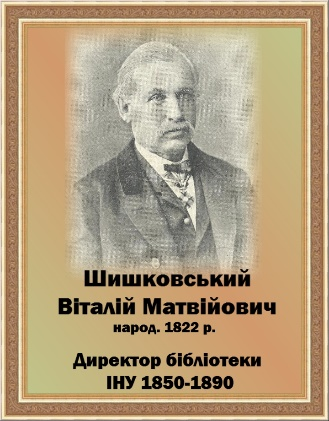 Шишковський
Віталій Матвійович
народ. 1822 р.
Директор бібліотеки
ІНУ 1850-1890